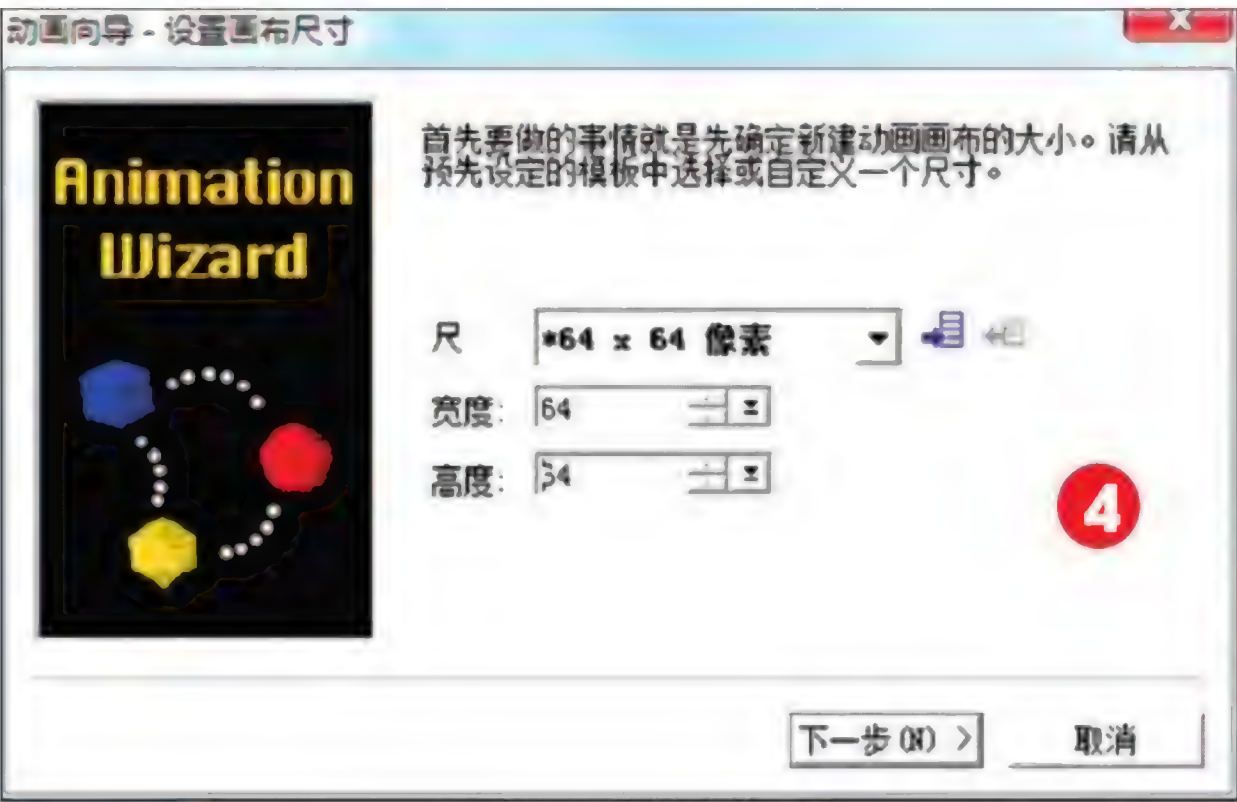 动画向导 - 设置画布尺寸
X
Animation
Wizard
首先要做的事情就是先确定新建动画画布的大小。请从
预先设定的模板中选择或自定义一个尺寸。
尺
*64 x 64 像素
宽度: 64
高度: 64
4
下一步(N) >
取消